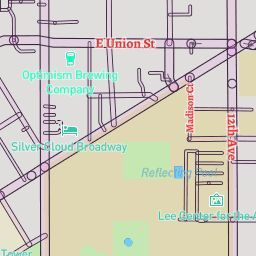 E Union St
Optimism Brewing
Company
Madison Ct
12th Ave
Silver Cloud Broadway
Reflecting Pool
Lee Center for the A
Tower